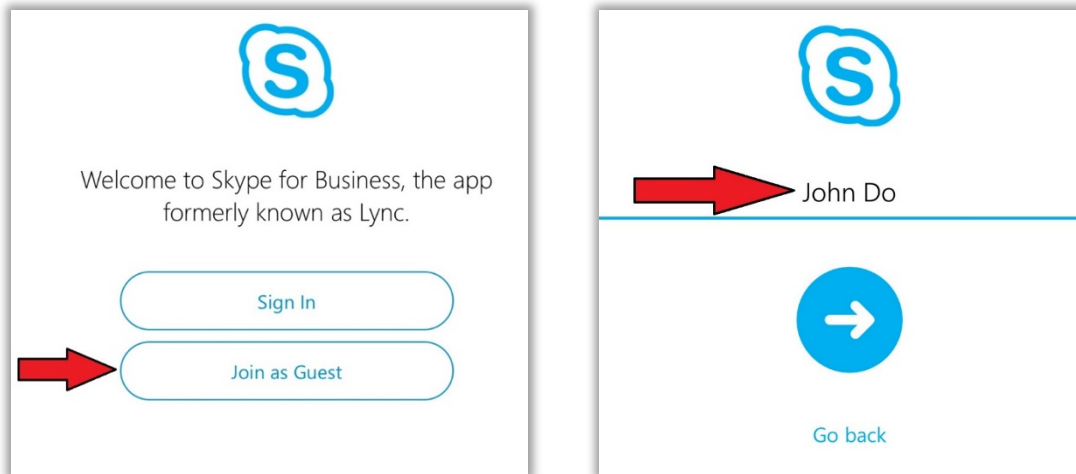 S
Welcome to Skype for Business, the app
formerly known as Lync.
Sign In
Join as Guest
S
John Do
Go back